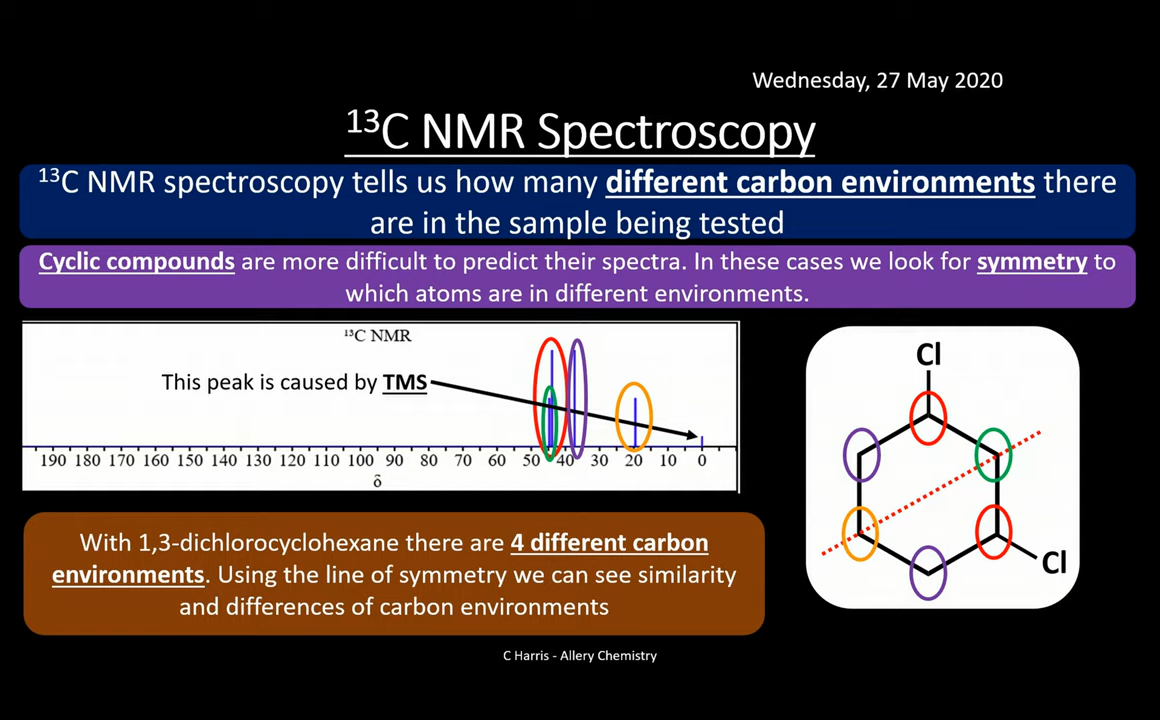 Wednesday, 27 May 2020
¹³C NMR Spectroscopy
¹³C NMR spectroscopy tells us how many different carbon environments there
are in the sample being tested
Cyclic compounds are more difficult to predict their spectra. In these cases we look for symmetry to
which atoms are in different environments.
¹³C NMR
This peak is caused by TMS
190 180 170 160 150 140 130 120 110 100 90 80 70 60 50 40 30 20 10 0
δ
Cl
Cl
With 1,3-dichlorocyclohexane there are 4 different carbon
environments. Using the line of symmetry we can see similarity
and differences of carbon environments
C Harris - Allery Chemistry